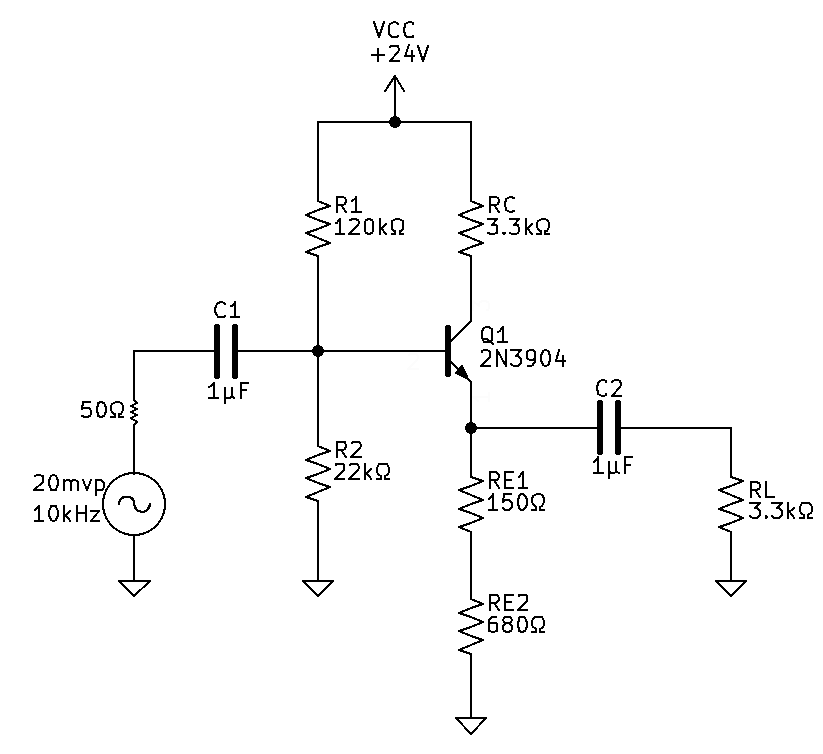 VCC
+24V
R1
120kΩ
RC
3.3kΩ
C1
1µF
Q1
2N3904
50Ω
C2
1µF
R2
22kΩ
20mvp
10kHz
RE1
150Ω
RL
3.3kΩ
RE2
680Ω